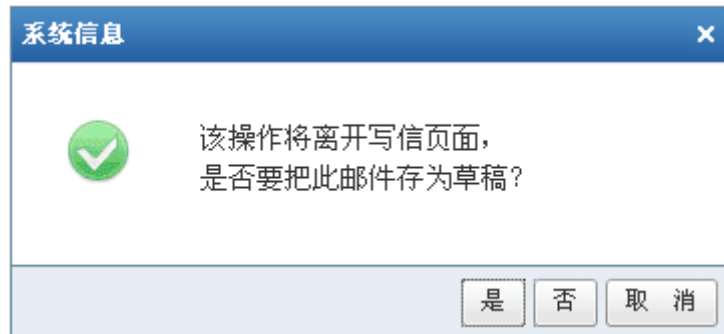 系统信息
该操作将离开写信页面，
是否要把此邮件存为草稿？
是 否 取 消